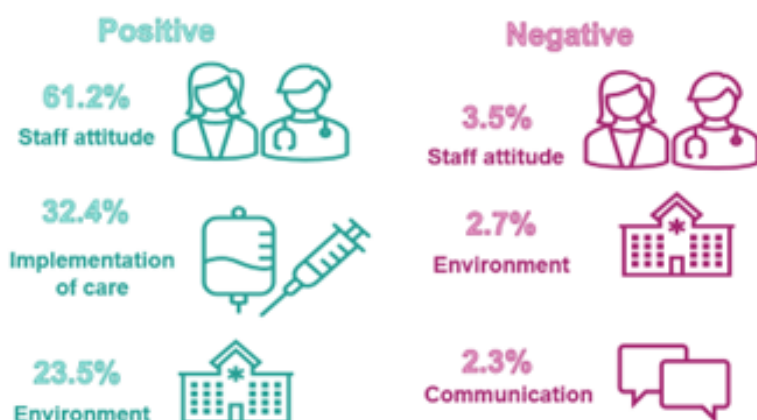 Positive
61.2%
Staff attitude
32.4%
Implementation
of care
23.5%
Environment
Negative
3.5%
Staff attitude
2.7%
Environment
2.3%
Communication